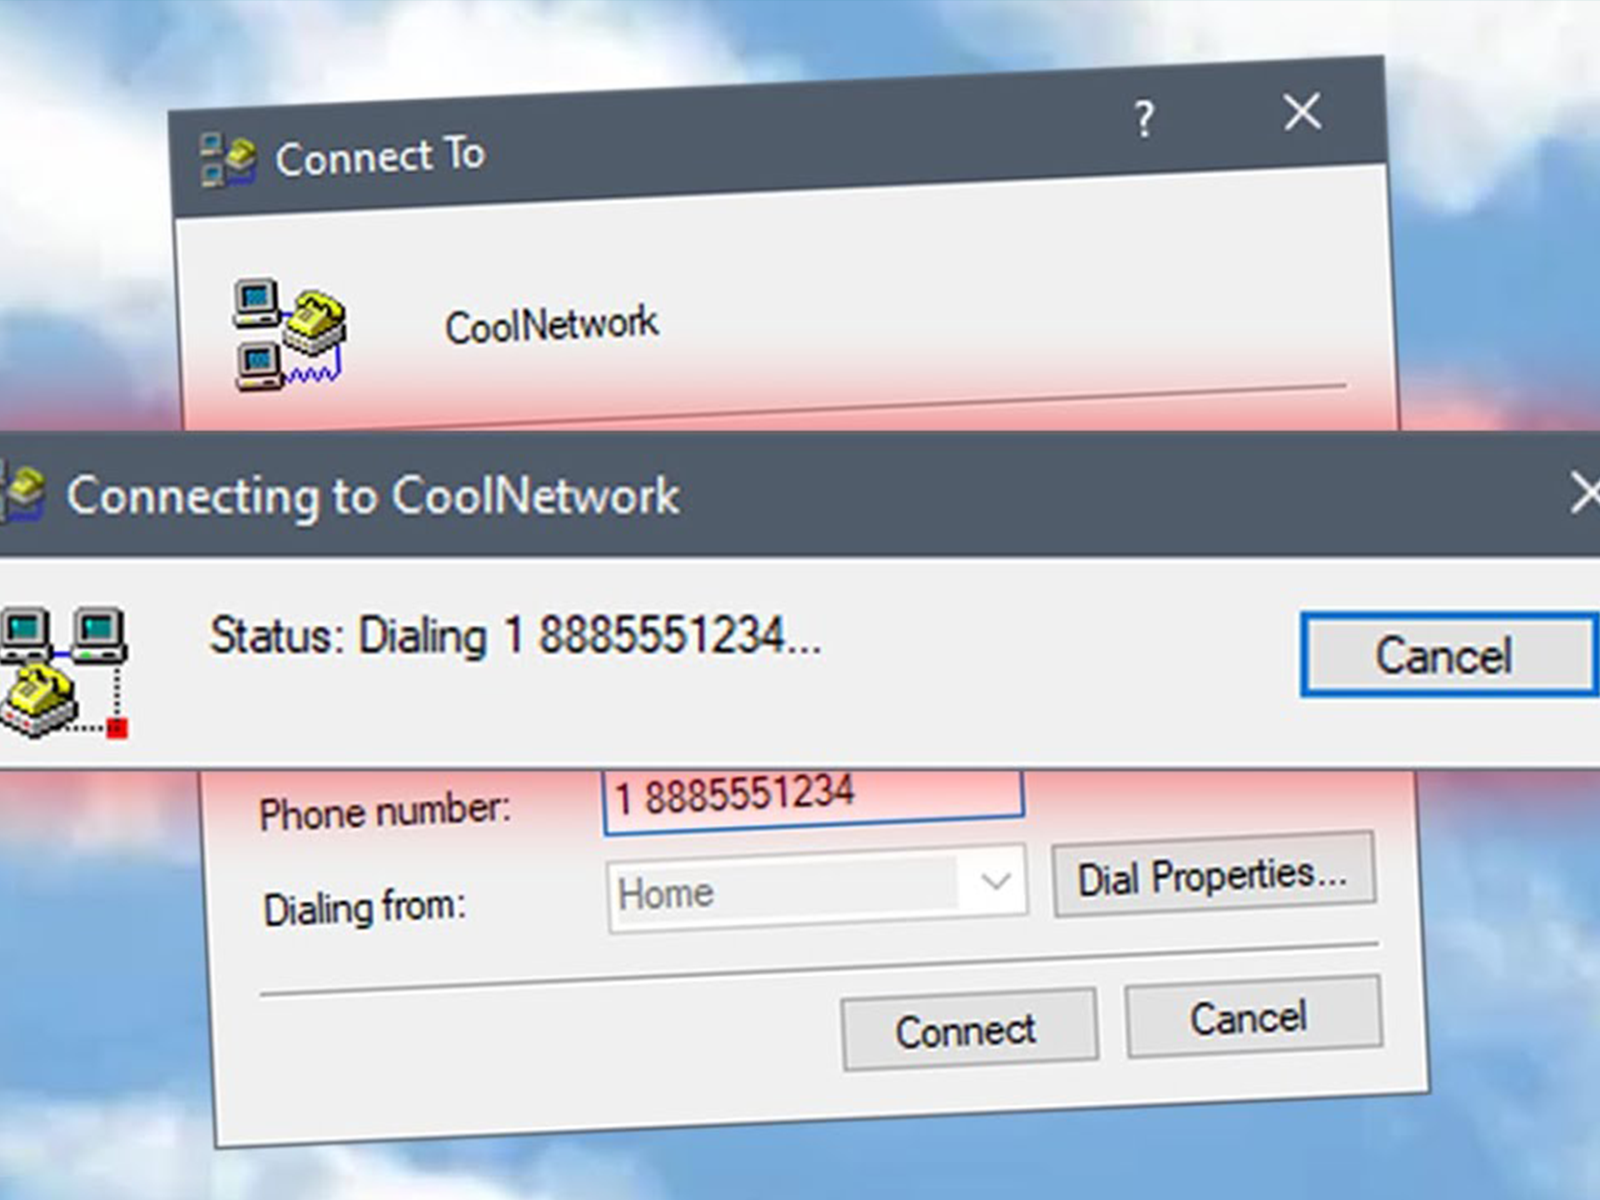 Connect To
?
CoolNetwork
Connecting to CoolNetwork
Status: Dialing 1 8885551234...
Cancel
Phone number: 1 8885551234
Dialing from: Home
Dial Properties...
Connect
Cancel